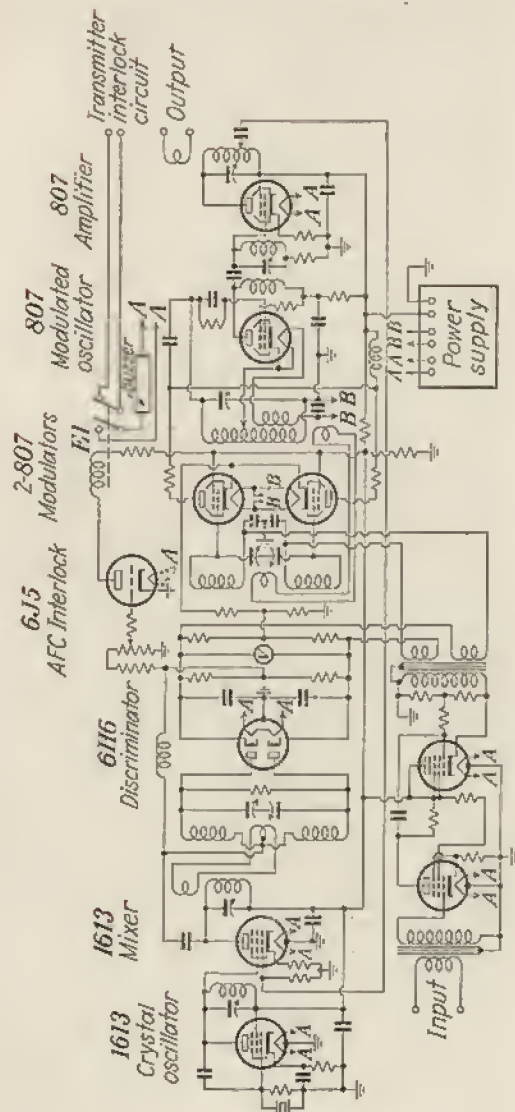 1613
Crystal
oscillator
1613
Mixer
6H6
Discriminator
6J5
AFC Interlock
2-807
Modulators
807
Modulated
oscillator
807
Amplifier
Transmitter
interlock
circuit
Output
Buzzer
A
A
A
A
A
A
A
A
A
A
A
B
B
B
B
A
A
A
A
A
A
Input
A A B B
Power
supply